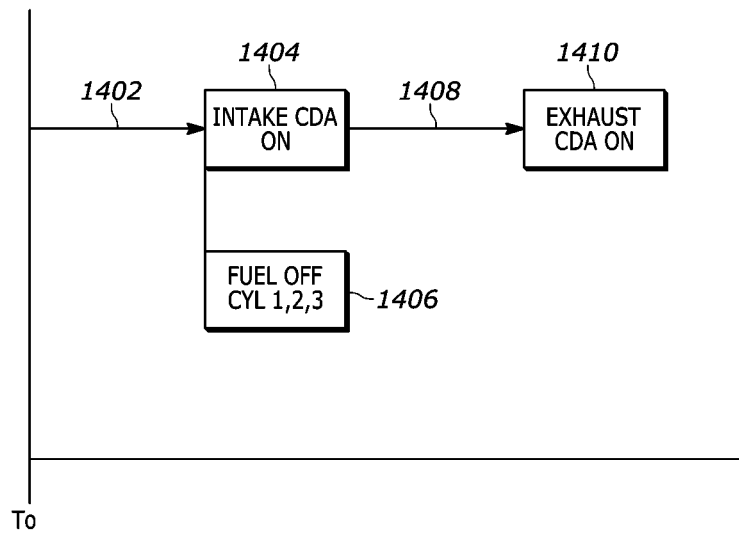 1404
1410
1402
1408
INTAKE CDA
ON
EXHAUST
CDA ON
FUEL OFF
CYL 1,2,3
1406
To